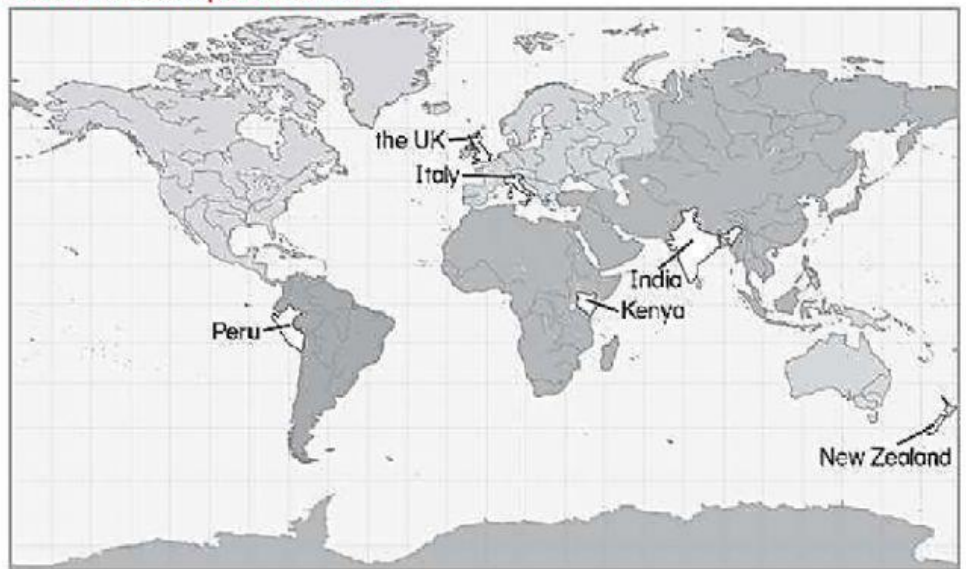 the UK
Italy
India
Kenya
Peru
New Zealand